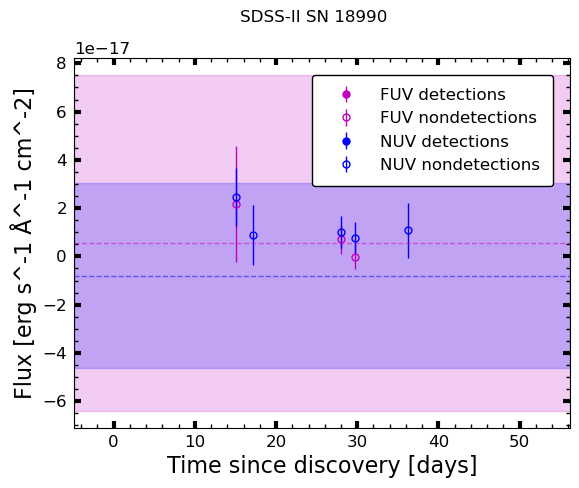 SDSS-II SN 18990
1e−17
8
6
4
2
0
−2
−4
−6
Flux [erg s^-1 Å^-1 cm^-2]
FUV detections
FUV nondetections
NUV detections
NUV nondetections
0 10 20 30 40 50
Time since discovery [days]